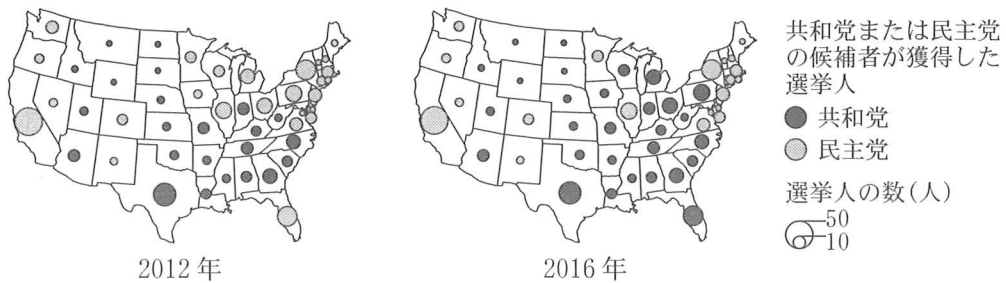 共和党または民主党
の候補者が獲得した
選挙人
共和党
民主党
選挙人の数(人)
50
10
2012年
2016年